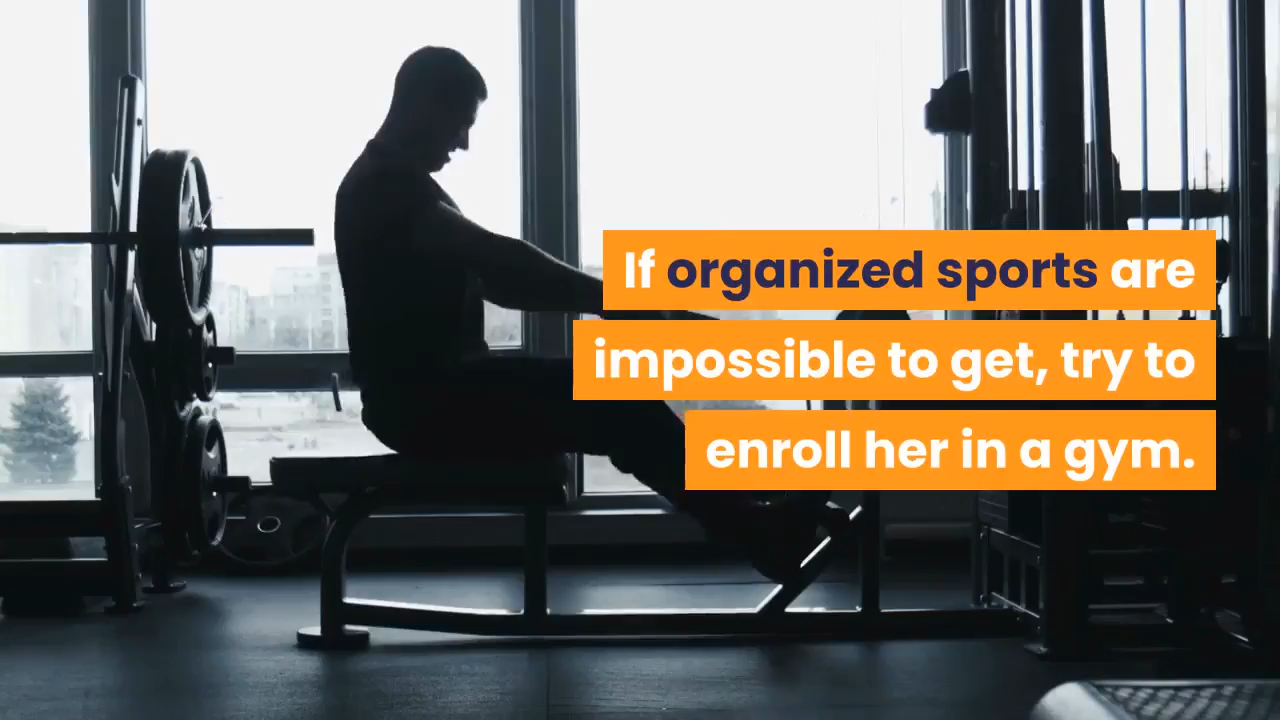 If organized sports are
impossible to get, try to
enroll her in a gym.